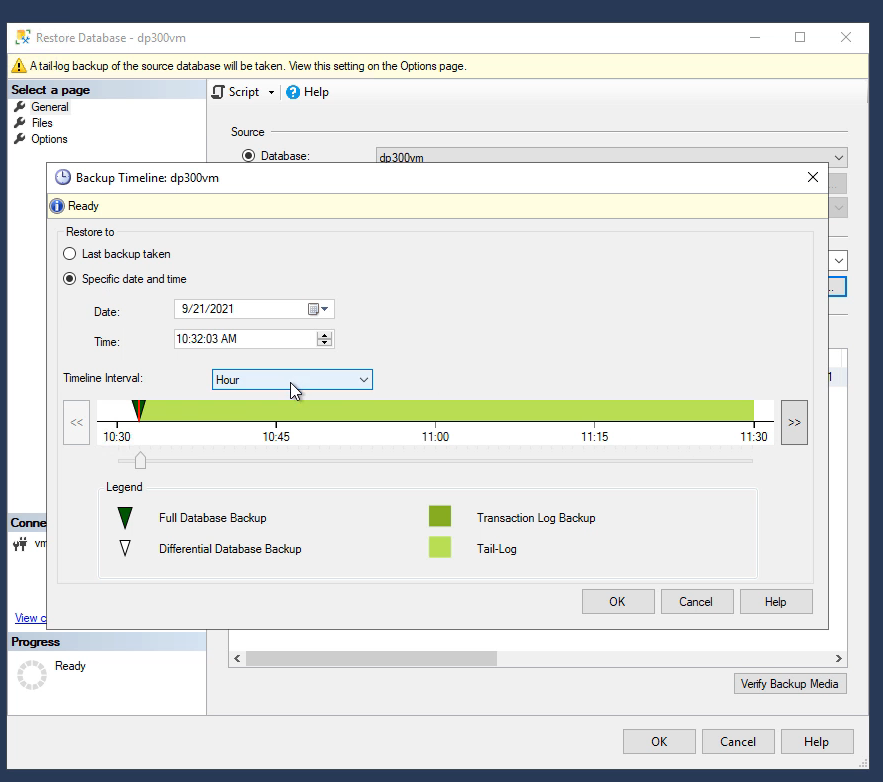 Restore Database - dp300vm
A tail-log backup of the source database will be taken. View this setting on the Options page.
Select a page
General
Files
Options
Script
Help
Source
Database:
dp300vm
Backup Timeline: dp300vm
Ready
Restore to
Last backup taken
Specific date and time
Date:
9/21/2021
Time:
10:32:03 AM
Timeline Interval:
Hour
<<
>>
10:30
10:45
11:00
11:15
11:30
Legend
Full Database Backup
Transaction Log Backup
Differential Database Backup
Tail-Log
OK
Cancel
Help
Conne
vm
View c
Progress
Ready
Verify Backup Media
OK
Cancel
Help